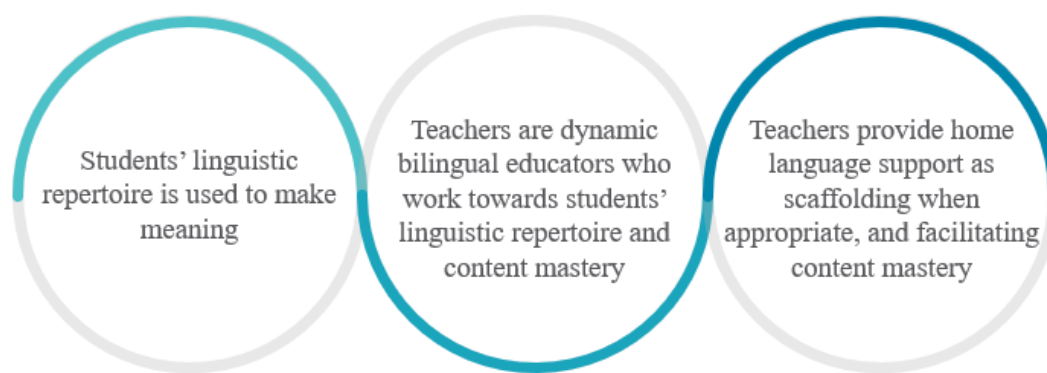 Students’ linguistic
repertoire is used to make
meaning
Teachers are dynamic
bilingual educators who
work towards students’
linguistic repertoire and
content mastery
Teachers provide home
language support as
scaffolding when
appropriate, and facilitating
content mastery